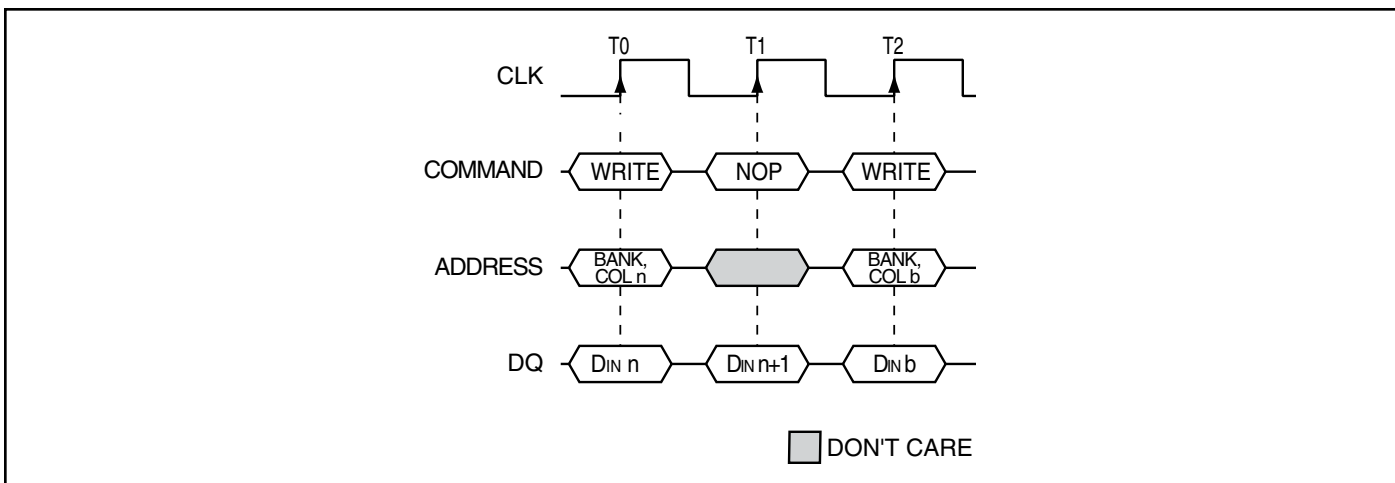 T0 T1 T2
CLK
COMMAND WRITE NOP WRITE
ADDRESS BANK, COL n BANK, COL b
DQ DIN n DIN n+1 DIN b
DON'T CARE